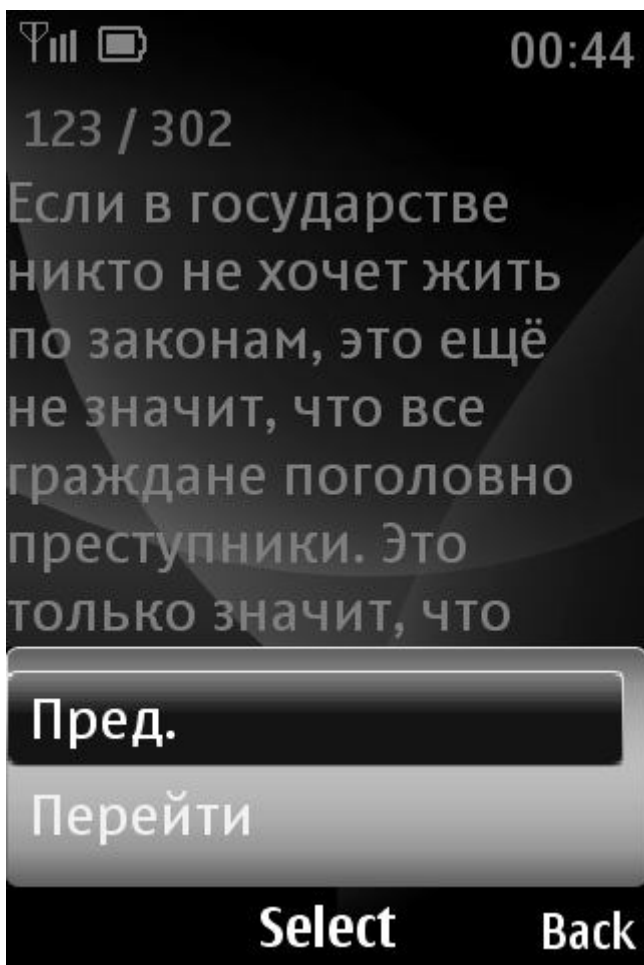 00:44
123 / 302
Если в государстве
никто не хочет жить
по законам, это ещё
не значит, что все
граждане поголовно
преступники. Это
только значит, что
Пред.
Перейти
Select Back